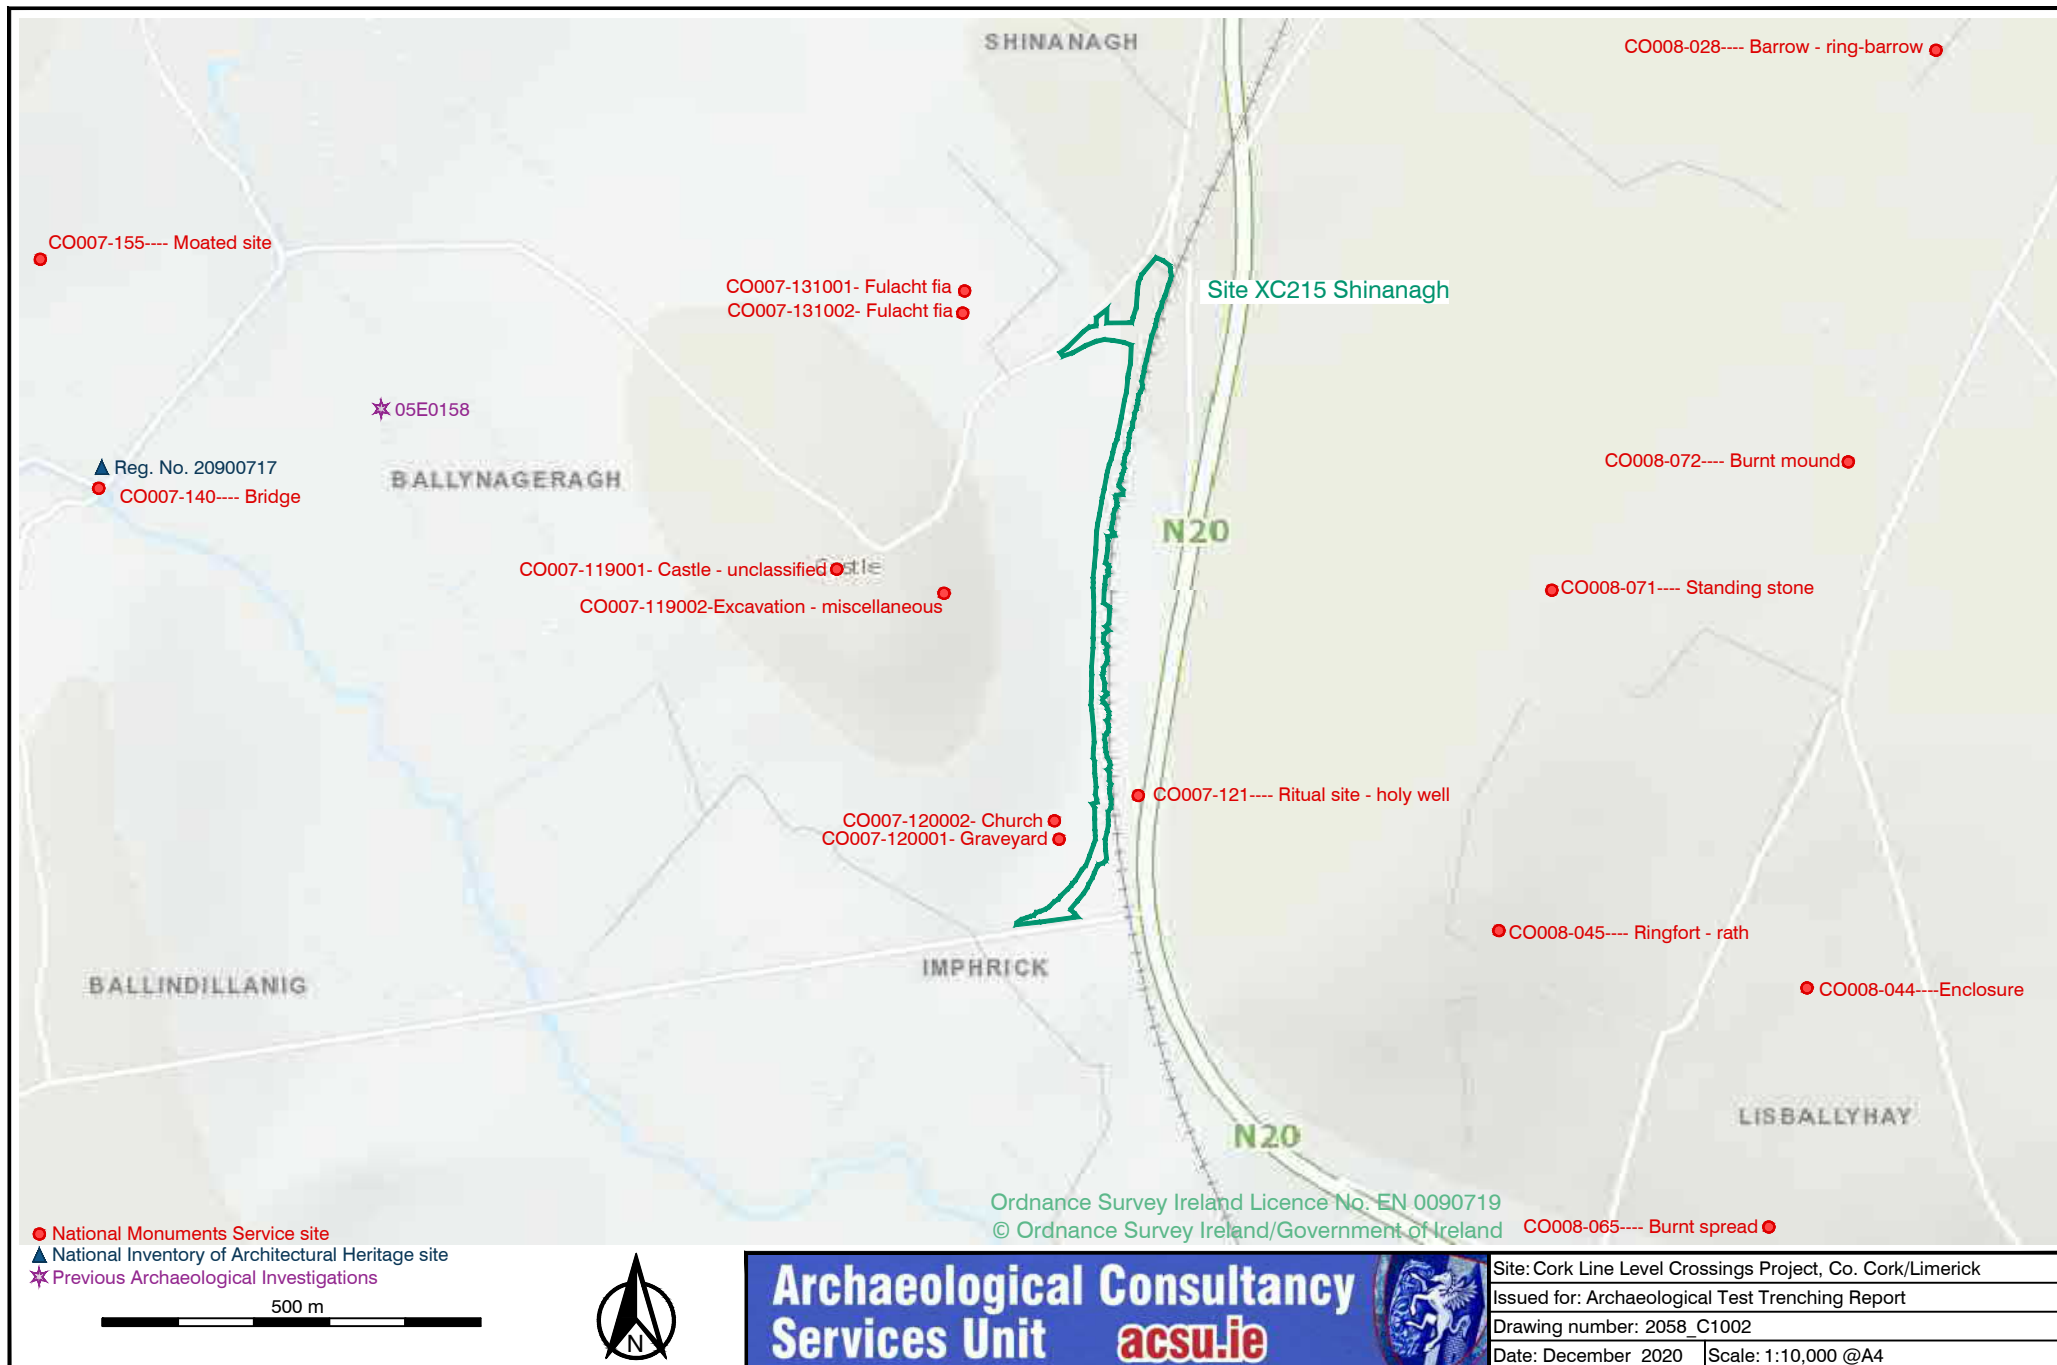 SHINANAGH
CO008-028---- Barrow - ring-barrow
CO007-155---- Moated site
CO007-131001- Fulacht fia
CO007-131002- Fulacht fia
Site XC215 Shinanagh
05E0158
Reg. No. 20900717
CO007-140---- Bridge
BALLYNAGERAGH
CO008-072---- Burnt mound
N20
CO007-119001- Castle - unclassified
Castle
CO007-119002-Excavation - miscellaneous
CO008-071---- Standing stone
CO007-121---- Ritual site - holy well
CO007-120002- Church
CO007-120001- Graveyard
CO008-045---- Ringfort - rath
IMPHRICK
BALLINDILLANIG
CO008-044----Enclosure
LISBALLYHAY
N20
Ordnance Survey Ireland Licence No. EN 0090719
© Ordnance Survey Ireland/Government of Ireland
CO008-065---- Burnt spread
National Monuments Service site
National Inventory of Architectural Heritage site
Previous Archaeological Investigations
500 m
N
Archaeological Consultancy
Services Unit acsu.ie
Site: Cork Line Level Crossings Project, Co. Cork/Limerick
Issued for: Archaeological Test Trenching Report
Drawing number: 2058_C1002
Date: December 2020 Scale: 1:10,000 @A4